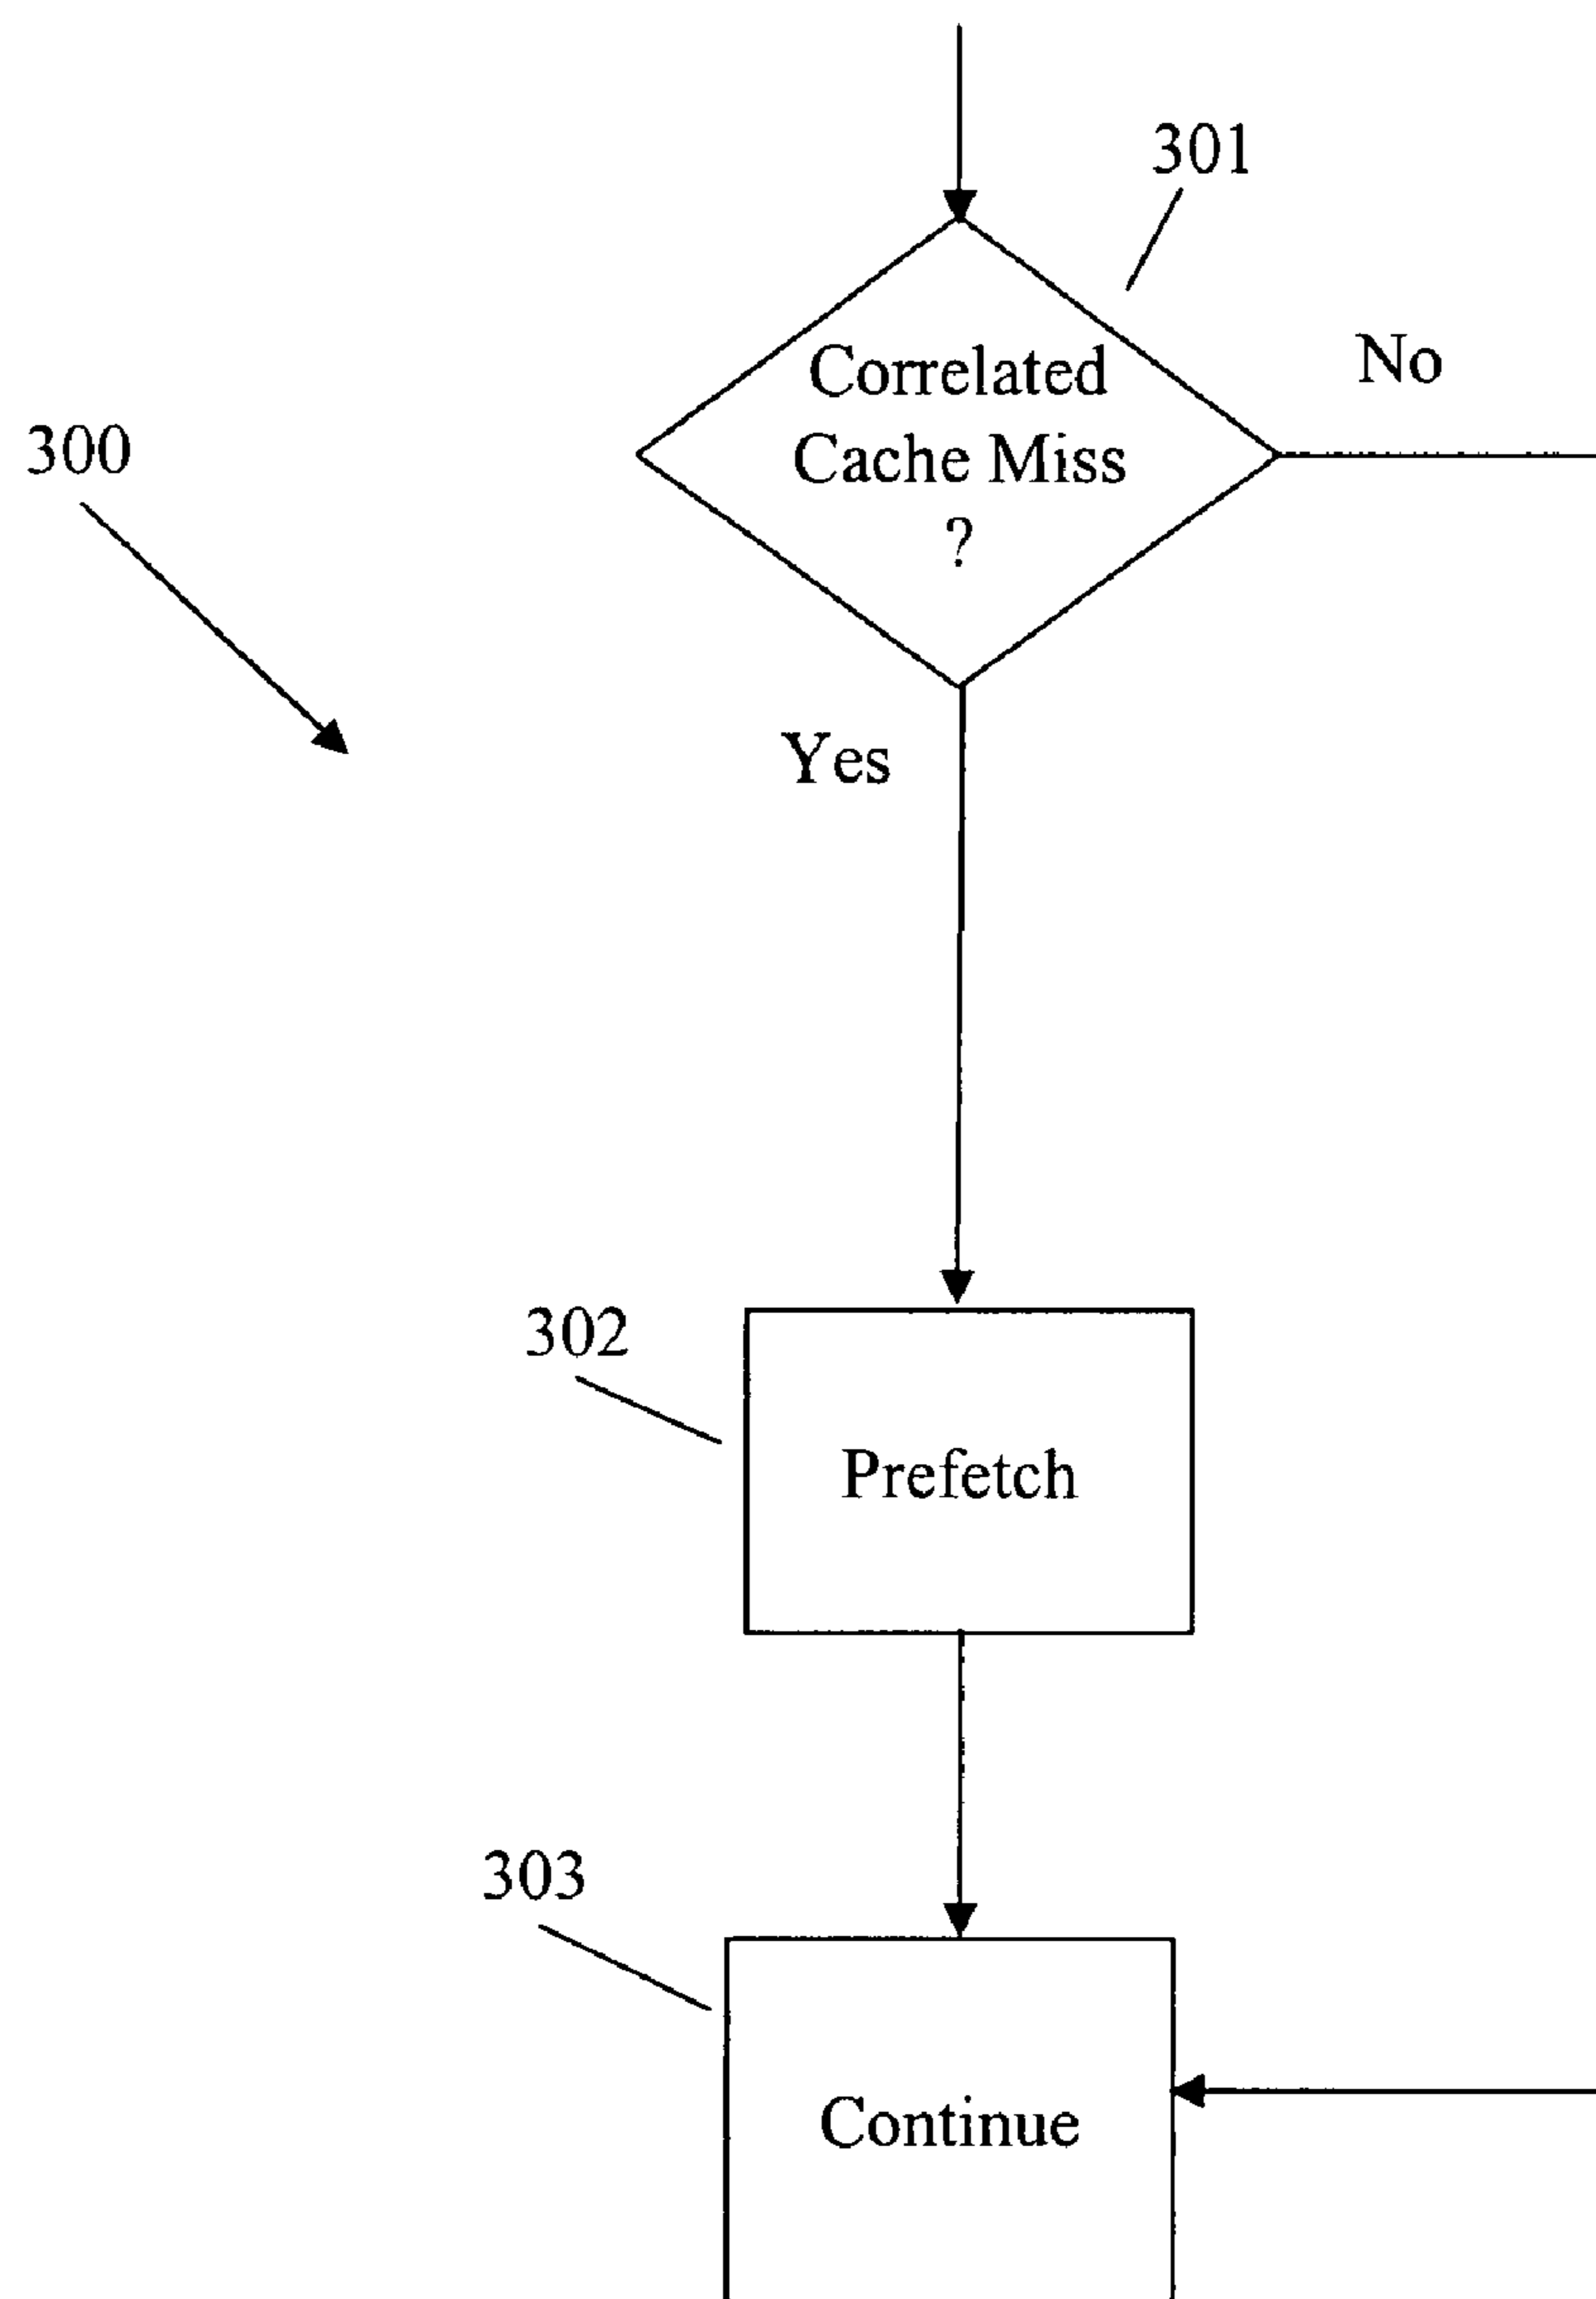 301
Correlated
Cache Miss
?
No
300
Yes
302
Prefetch
303
Continue